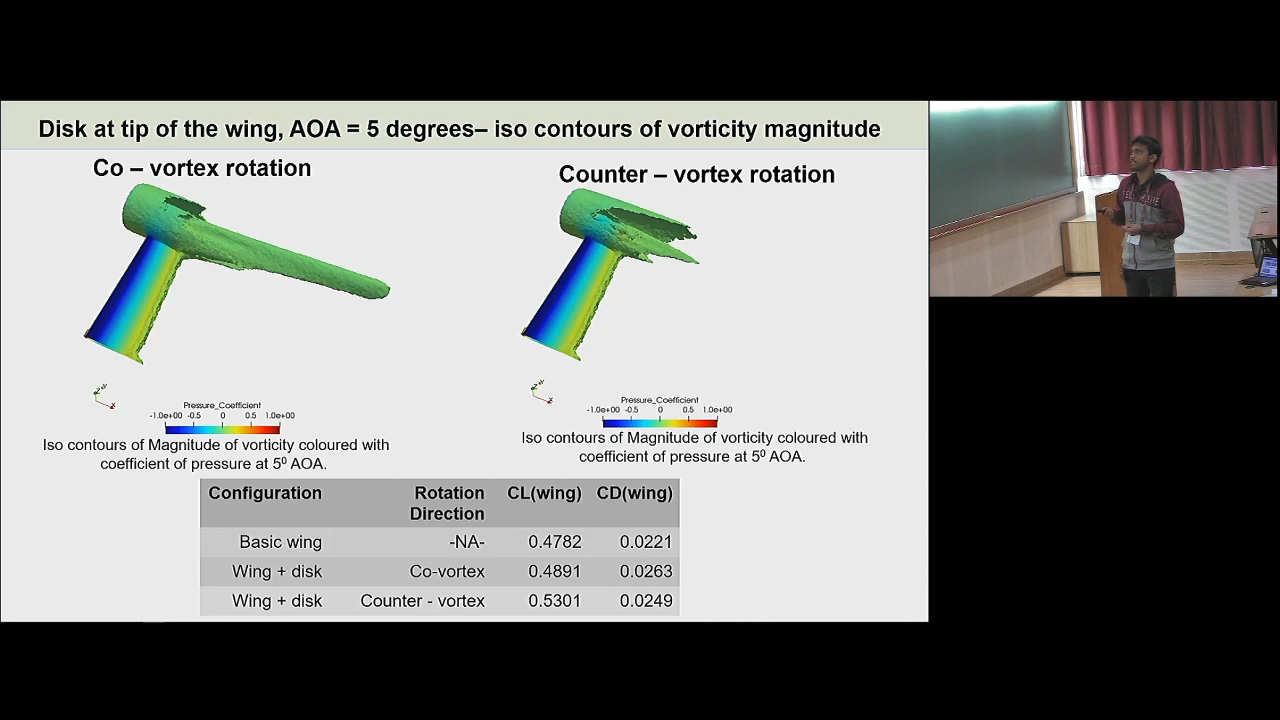 Disk at tip of the wing, AOA = 5 degrees– iso contours of vorticity magnitude
Co – vortex rotation
Counter – vortex rotation
Pressure_Coefficient
-1.0e+00 -0.5 0 0.5 1.0e+00
Iso contours of Magnitude of vorticity coloured with
coefficient of pressure at 5⁰ AOA.
Pressure_Coefficient
-1.0e+00 -0.5 0 0.5 1.0e+00
Iso contours of Magnitude of vorticity coloured with
coefficient of pressure at 5⁰ AOA.
Configuration Rotation Direction CL(wing) CD(wing)
Basic wing -NA- 0.4782 0.0221
Wing + disk Co-vortex 0.4891 0.0263
Wing + disk Counter - vortex 0.5301 0.0249